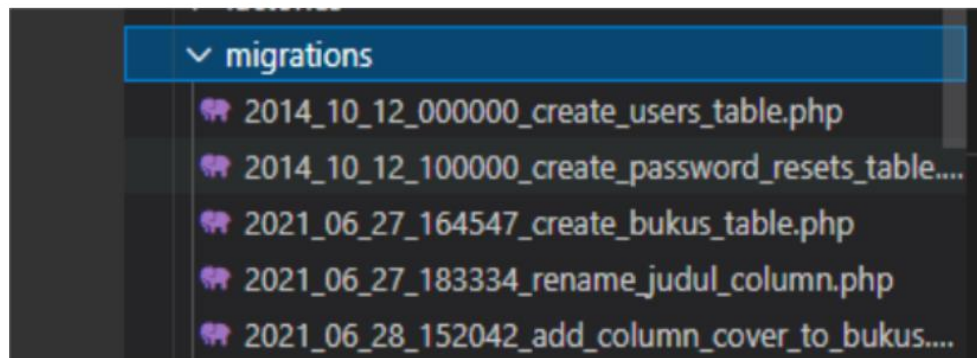 migrations
2014_10_12_000000_create_users_table.php
2014_10_12_100000_create_password_resets_table....
2021_06_27_164547_create_bukus_table.php
2021_06_27_183334_rename_judul_column.php
2021_06_28_152042_add_column_cover_to_bukus....